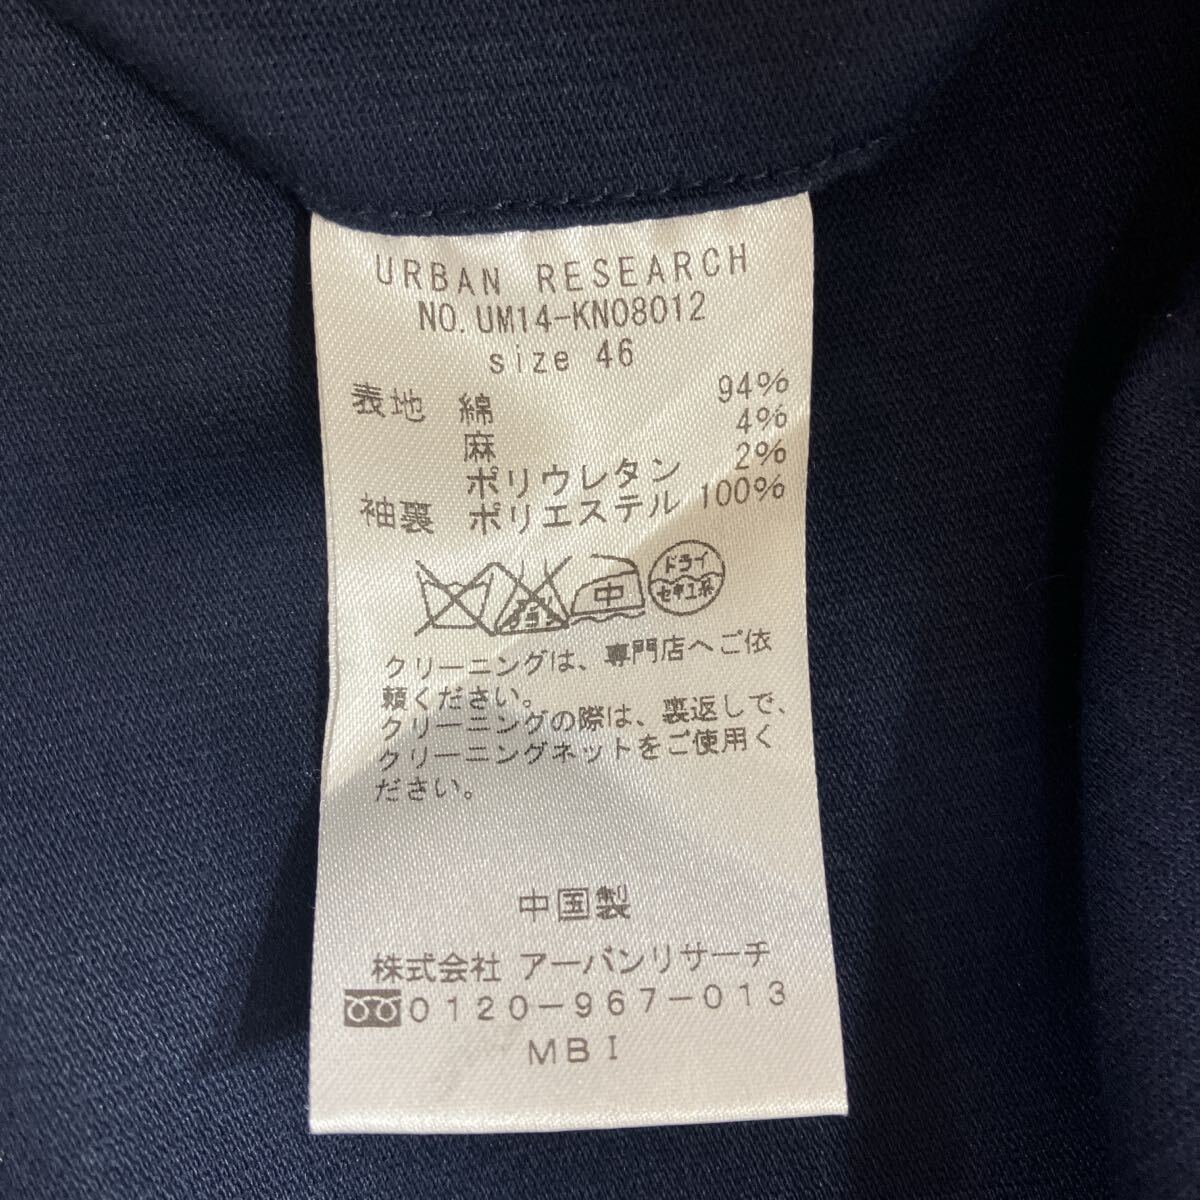 URBAN RESEARCH
NO. UM14-KN08012
size 46
表地 綿 94%
麻 4%
ポリウレタン 2%
袖裏 ポリエステル 100%
中 ドライ
セキユ系
クリーニングは、専門店へご依
頼ください。
クリーニングの際は、裏返しで、
クリーニングネットをご使用く
ださい。
中国製
株式会社 アーバンリサーチ
0120-967-013
MBI